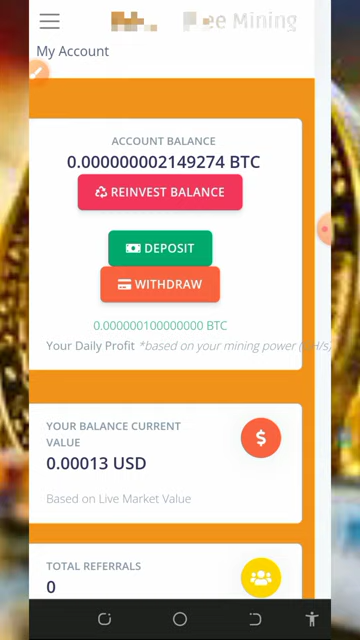 Mining
My Account
ACCOUNT BALANCE
0.000000002149274 BTC
REINVEST BALANCE
DEPOSIT
WITHDRAW
0.000000100000000 BTC
Your Daily Profit *based on your mining power
YOUR BALANCE CURRENT
VALUE
0.00013 USD
$
Based on Live Market Value
TOTAL REFERRALS
0